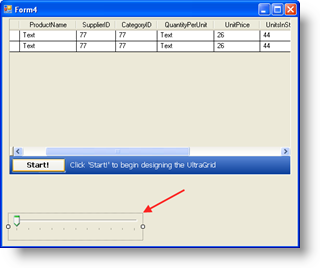 Form4
ProductName SupplierID CategoryID QuantityPerUnit UnitPrice UnitsInSt
Text 77 77 Text 26 44
Text 77 77 Text 26 44
Start! Click 'Start!' to begin designing the UltraGrid